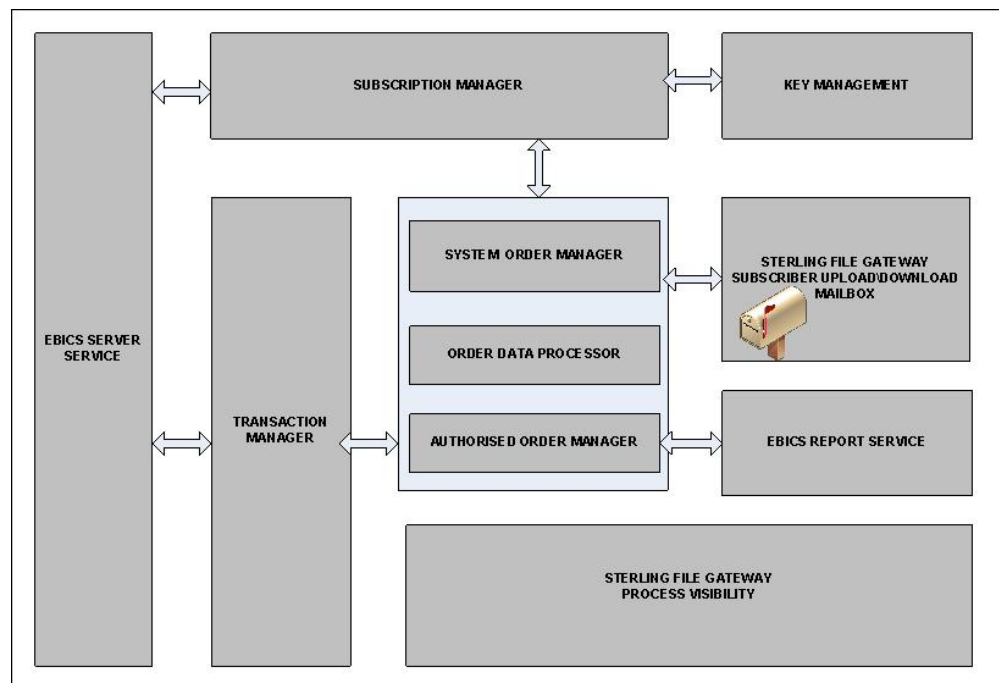 SUBSCRIPTION MANAGER
KEY MANAGEMENT
SYSTEM ORDER MANAGER
STERLING FILE GATEWAY
SUBSCRIBER UPLOAD\DOWNLOAD
MAILBOX
EBICS SERVER
SERVICE
ORDER DATA PROCESSOR
TRANSACTION
MANAGER
AUTHORISED ORDER MANAGER
EBICS REPORT SERVICE
STERLING FILE GATEWAY
PROCESS VISIBILITY